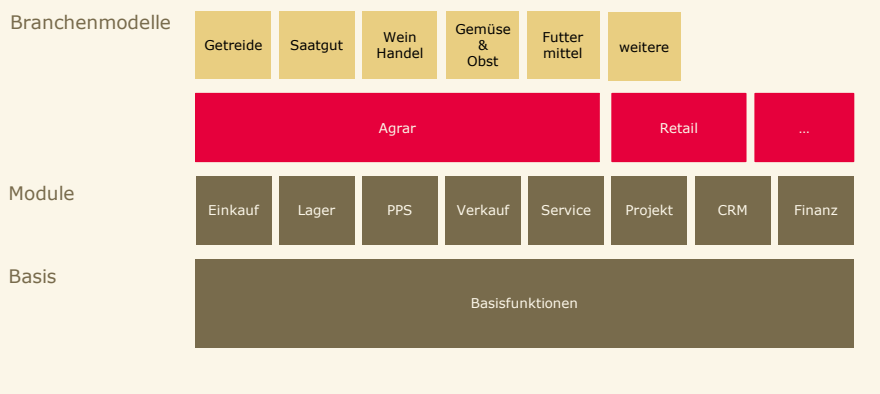 Branchenmodelle
Getreide
Saatgut
Wein
Handel
Gemüse
&
Obst
Futter
mittel
weitere
Agrar
Retail
...
Module
Einkauf
Lager
PPS
Verkauf
Service
Projekt
CRM
Finanz
Basis
Basisfunktionen